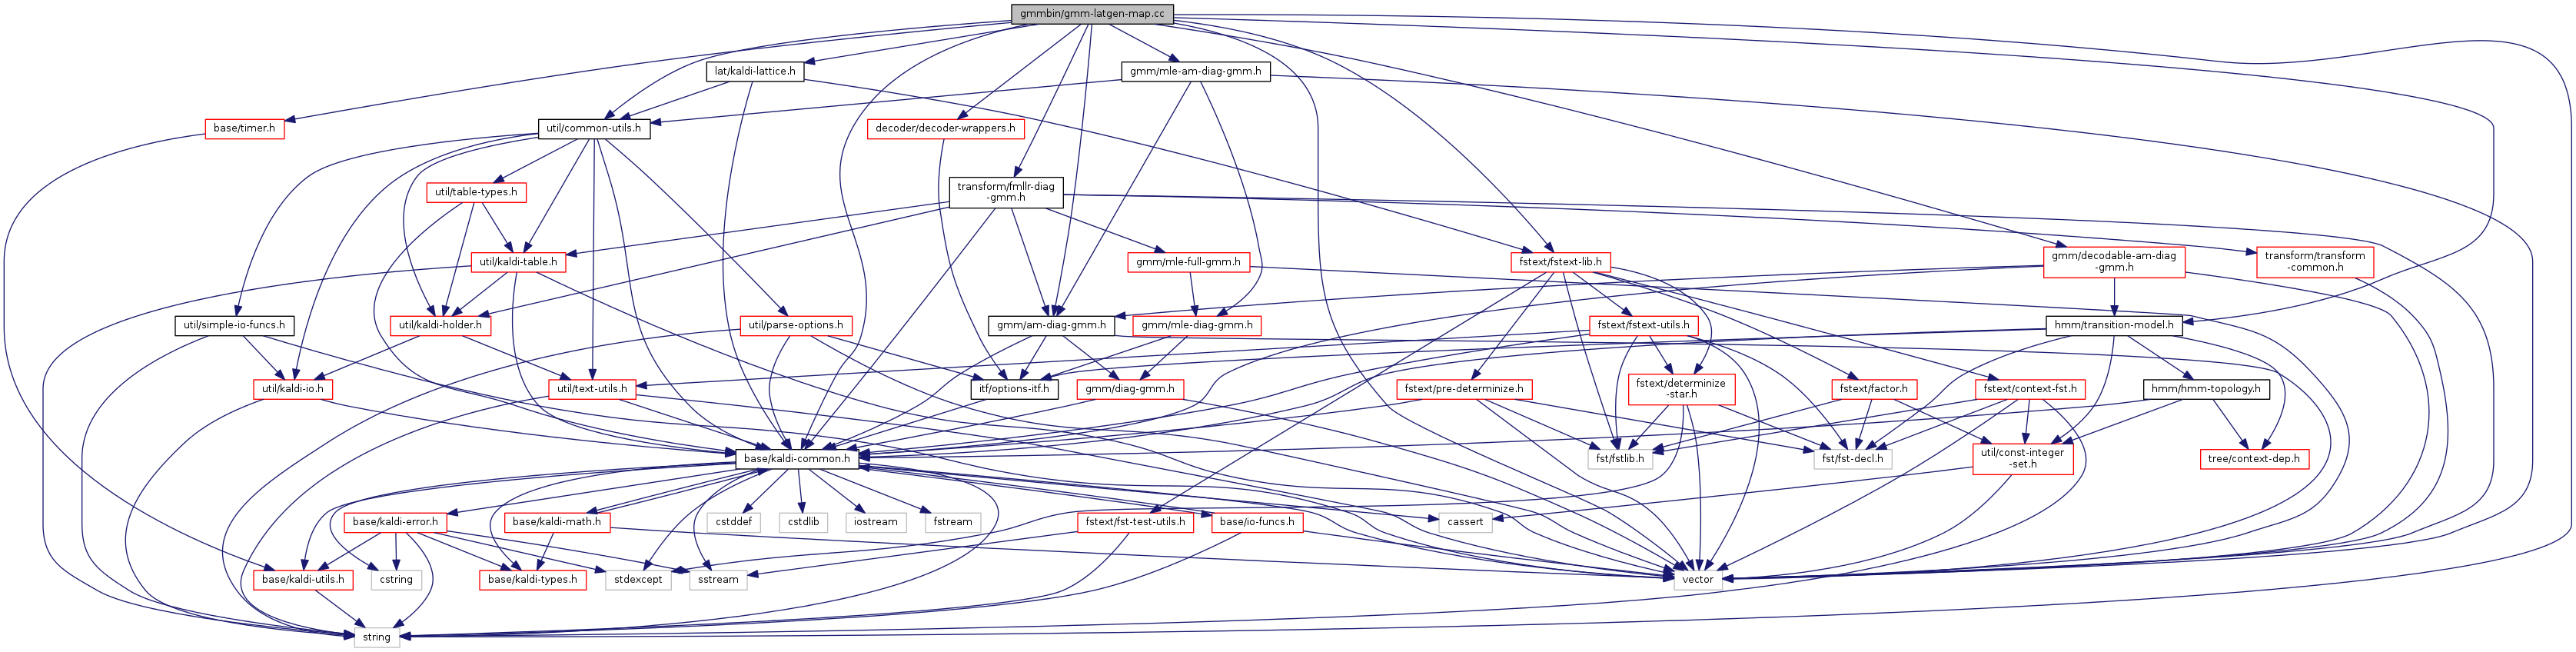 gmmbin/gmm-latgen-map.cc
lat/kaldi-lattice.h
gmm/mle-am-diag-gmm.h
base/timer.h
util/common-utils.h
decoder/decoder-wrappers.h
util/table-types.h
transform/fmllr-diag
-gmm.h
util/kaldi-table.h
gmm/mle-full-gmm.h
fstext/fstext-lib.h
gmm/decodable-am-diag
-gmm.h
transform/transform
-common.h
util/simple-io-funcs.h
util/kaldi-holder.h
util/parse-options.h
gmm/am-diag-gmm.h
gmm/mle-diag-gmm.h
fstext/fstext-utils.h
hmm/transition-model.h
util/kaldi-io.h
util/text-utils.h
itf/options-itf.h
gmm/diag-gmm.h
fstext/pre-determinize.h
fstext/determinize
-star.h
fstext/factor.h
fstext/context-fst.h
hmm/hmm-topology.h
base/kaldi-common.h
fst/fstlib.h
fst/fst-decl.h
util/const-integer
-set.h
tree/context-dep.h
base/kaldi-error.h
base/kaldi-math.h
cstddef
cstdlib
iostream
fstream
fstext/fst-test-utils.h
base/io-funcs.h
cassert
base/kaldi-utils.h
cstring
base/kaldi-types.h
stdexcept
sstream
vector
string